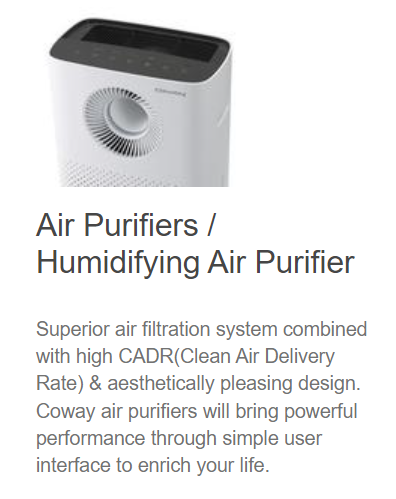 Air Purifiers /
Humidifying Air Purifier
Superior air filtration system combined
with high CADR(Clean Air Delivery
Rate) & aesthetically pleasing design.
Coway air purifiers will bring powerful
performance through simple user
interface to enrich your life.